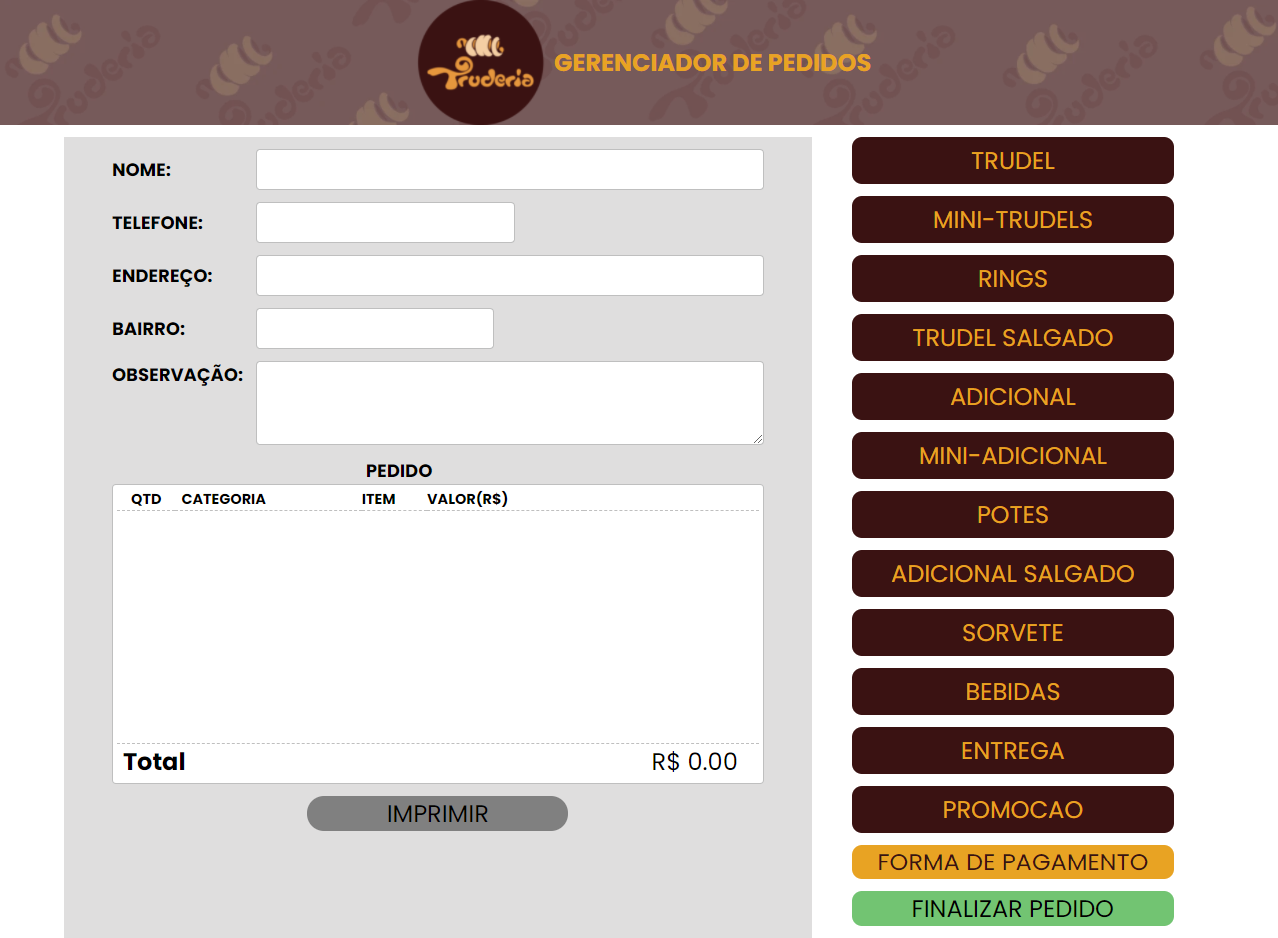 Truderia
GERENCIADOR DE PEDIDOS
NOME:
TELEFONE:
ENDEREÇO:
BAIRRO:
OBSERVAÇÃO:
PEDIDO
QTD CATEGORIA ITEM VALOR(R$)
Total R$ 0.00
IMPRIMIR
TRUDEL
MINI-TRUDELS
RINGS
TRUDEL SALGADO
ADICIONAL
MINI-ADICIONAL
POTES
ADICIONAL SALGADO
SORVETE
BEBIDAS
ENTREGA
PROMOCAO
FORMA DE PAGAMENTO
FINALIZAR PEDIDO